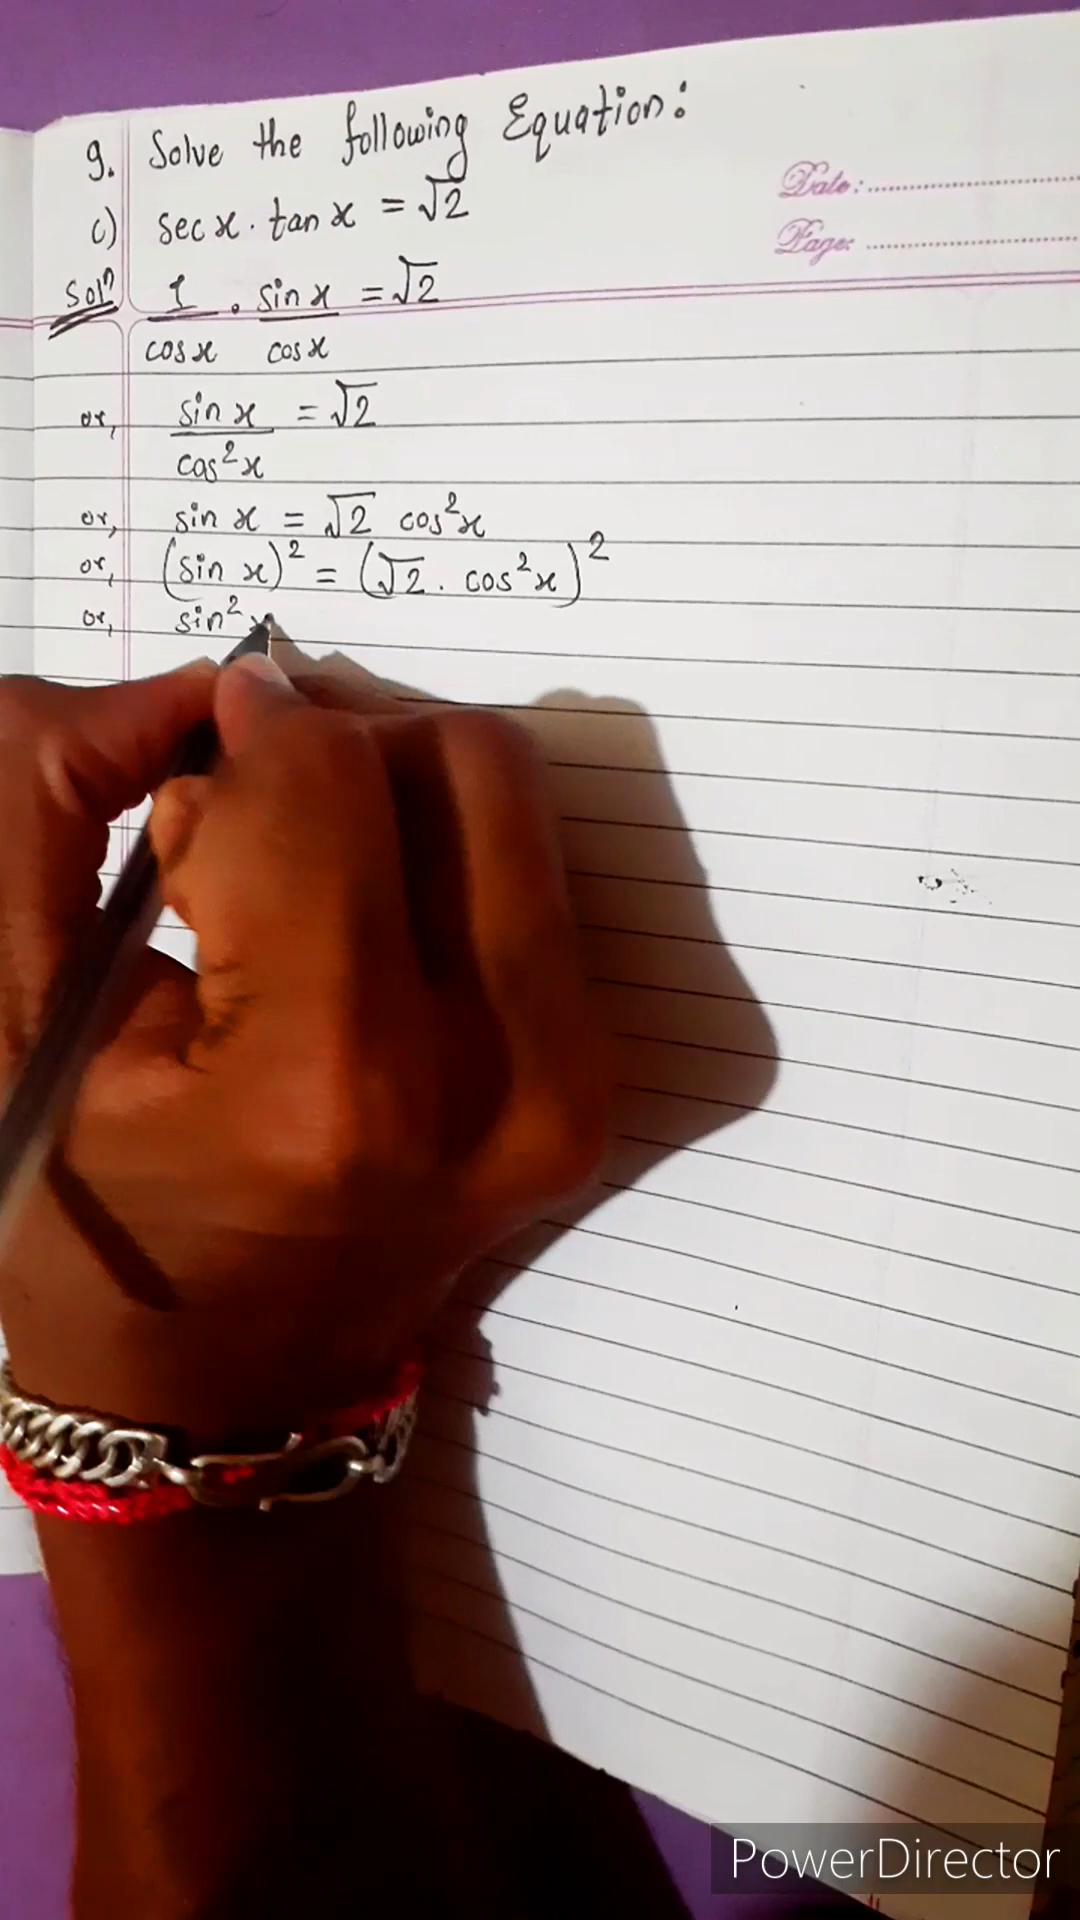 9. Solve the following Equation:
Date:
c) sec x . tan x = √2
Page:
Solⁿ 1/cos x . sin x/cos x = √2
or, sin x/cos²x = √2
or, sin x = √2 cos²x
or, (sin x)² = (√2 . cos²x)²
or, sin² x
PowerDirector